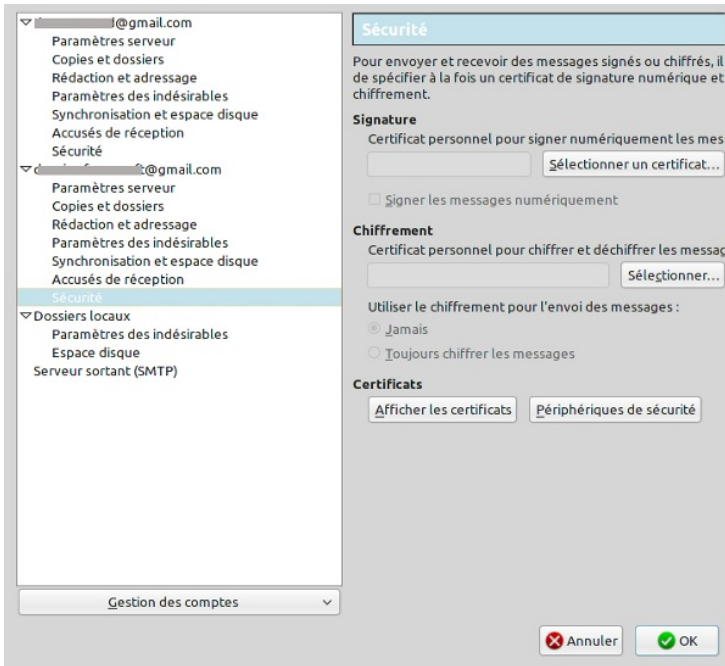 l@gmail.com
Paramètres serveur
Copies et dossiers
Rédaction et adressage
Paramètres des indésirables
Synchronisation et espace disque
Accusés de réception
Sécurité
@gmail.com
Paramètres serveur
Copies et dossiers
Rédaction et adressage
Paramètres des indésirables
Synchronisation et espace disque
Accusés de réception
Sécurité
Dossiers locaux
Paramètres des indésirables
Espace disque
Serveur sortant (SMTP)
Gestion des comptes
Sécurité
Pour envoyer et recevoir des messages signés ou chiffrés, il
de spécifier à la fois un certificat de signature numérique et
chiffrement.
Signature
Certificat personnel pour signer numériquement les mes
Sélectionner un certificat...
Signer les messages numériquement
Chiffrement
Certificat personnel pour chiffrer et déchiffrer les messag
Sélectionner...
Utiliser le chiffrement pour l'envoi des messages :
Jamais
Toujours chiffrer les messages
Certificats
Afficher les certificats Périphériques de sécurité
Annuler OK